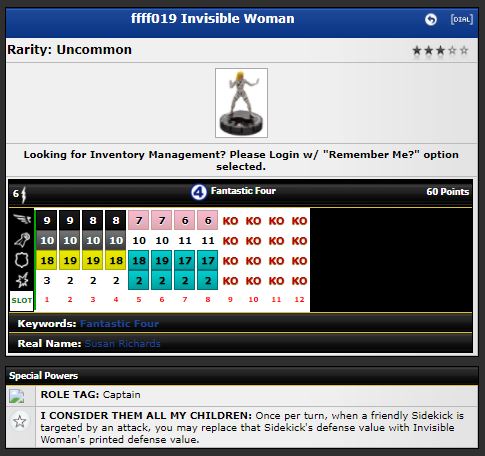 ffff019 Invisible Woman [DIAL]
Rarity: Uncommon
Looking for Inventory Management? Please Login w/ "Remember Me?" option
selected.
6 4 Fantastic Four 60 Points
9 9 8 8 7 7 6 6 KO KO KO KO
10 10 10 10 10 10 11 11 KO KO KO KO
18 19 19 18 18 19 17 17 KO KO KO KO
3 2 2 2 2 2 2 2 KO KO KO KO
SLOT 1 2 3 4 5 6 7 8 9 10 11 12
Keywords: Fantastic Four
Real Name: Susan Richards
Special Powers
ROLE TAG: Captain
I CONSIDER THEM ALL MY CHILDREN: Once per turn, when a friendly Sidekick is
targeted by an attack, you may replace that Sidekick's defense value with Invisible
Woman's printed defense value.